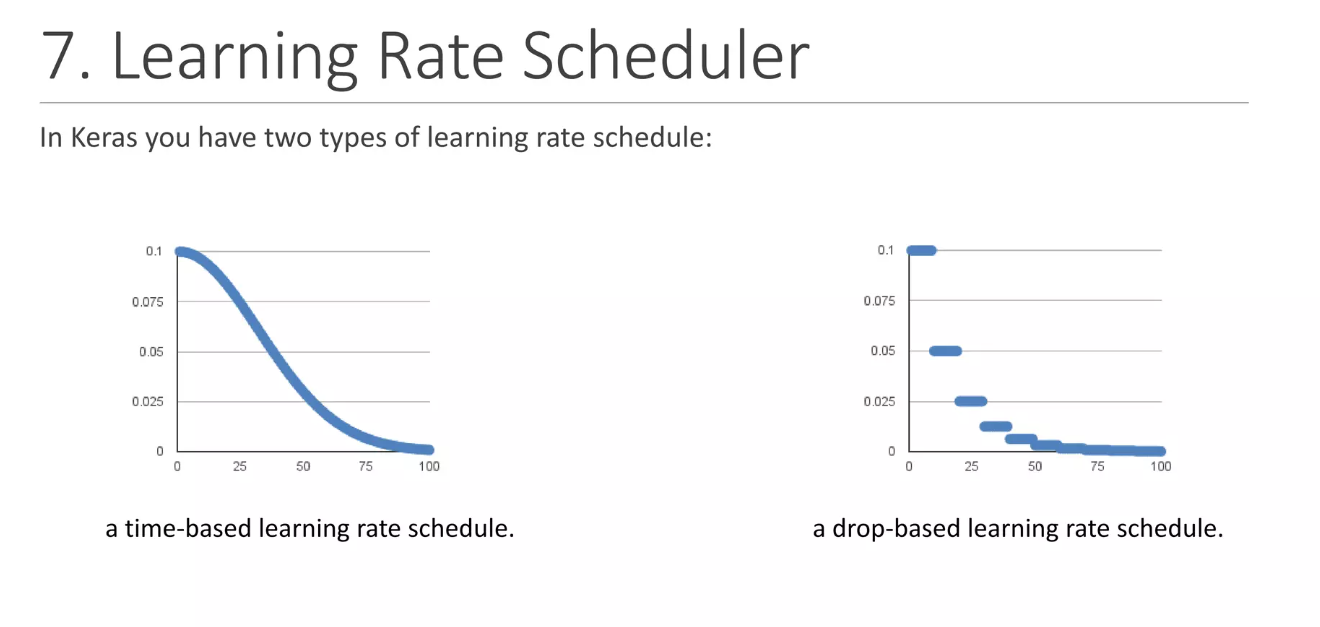 7. Learning Rate Scheduler
In Keras you have two types of learning rate schedule:
0.1
0.075
0.05
0.025
0
0 25 50 75 100
a time-based learning rate schedule.
0.1
0.075
0.05
0.025
0
0 25 50 75 100
a drop-based learning rate schedule.